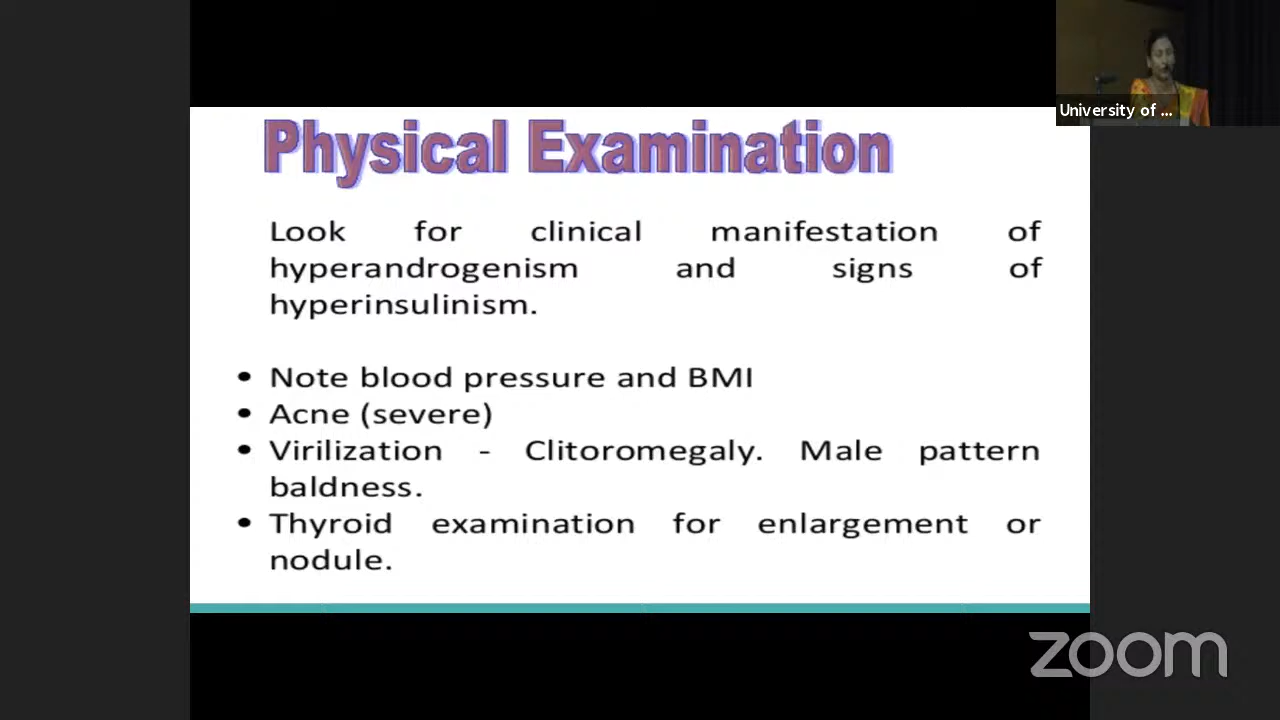 University of ...
Physical Examination
Look for clinical manifestation of
hyperandrogenism and signs of
hyperinsulinism.
• Note blood pressure and BMI
• Acne (severe)
• Virilization - Clitoromegaly. Male pattern
baldness.
• Thyroid examination for enlargement or
nodule.
zoom